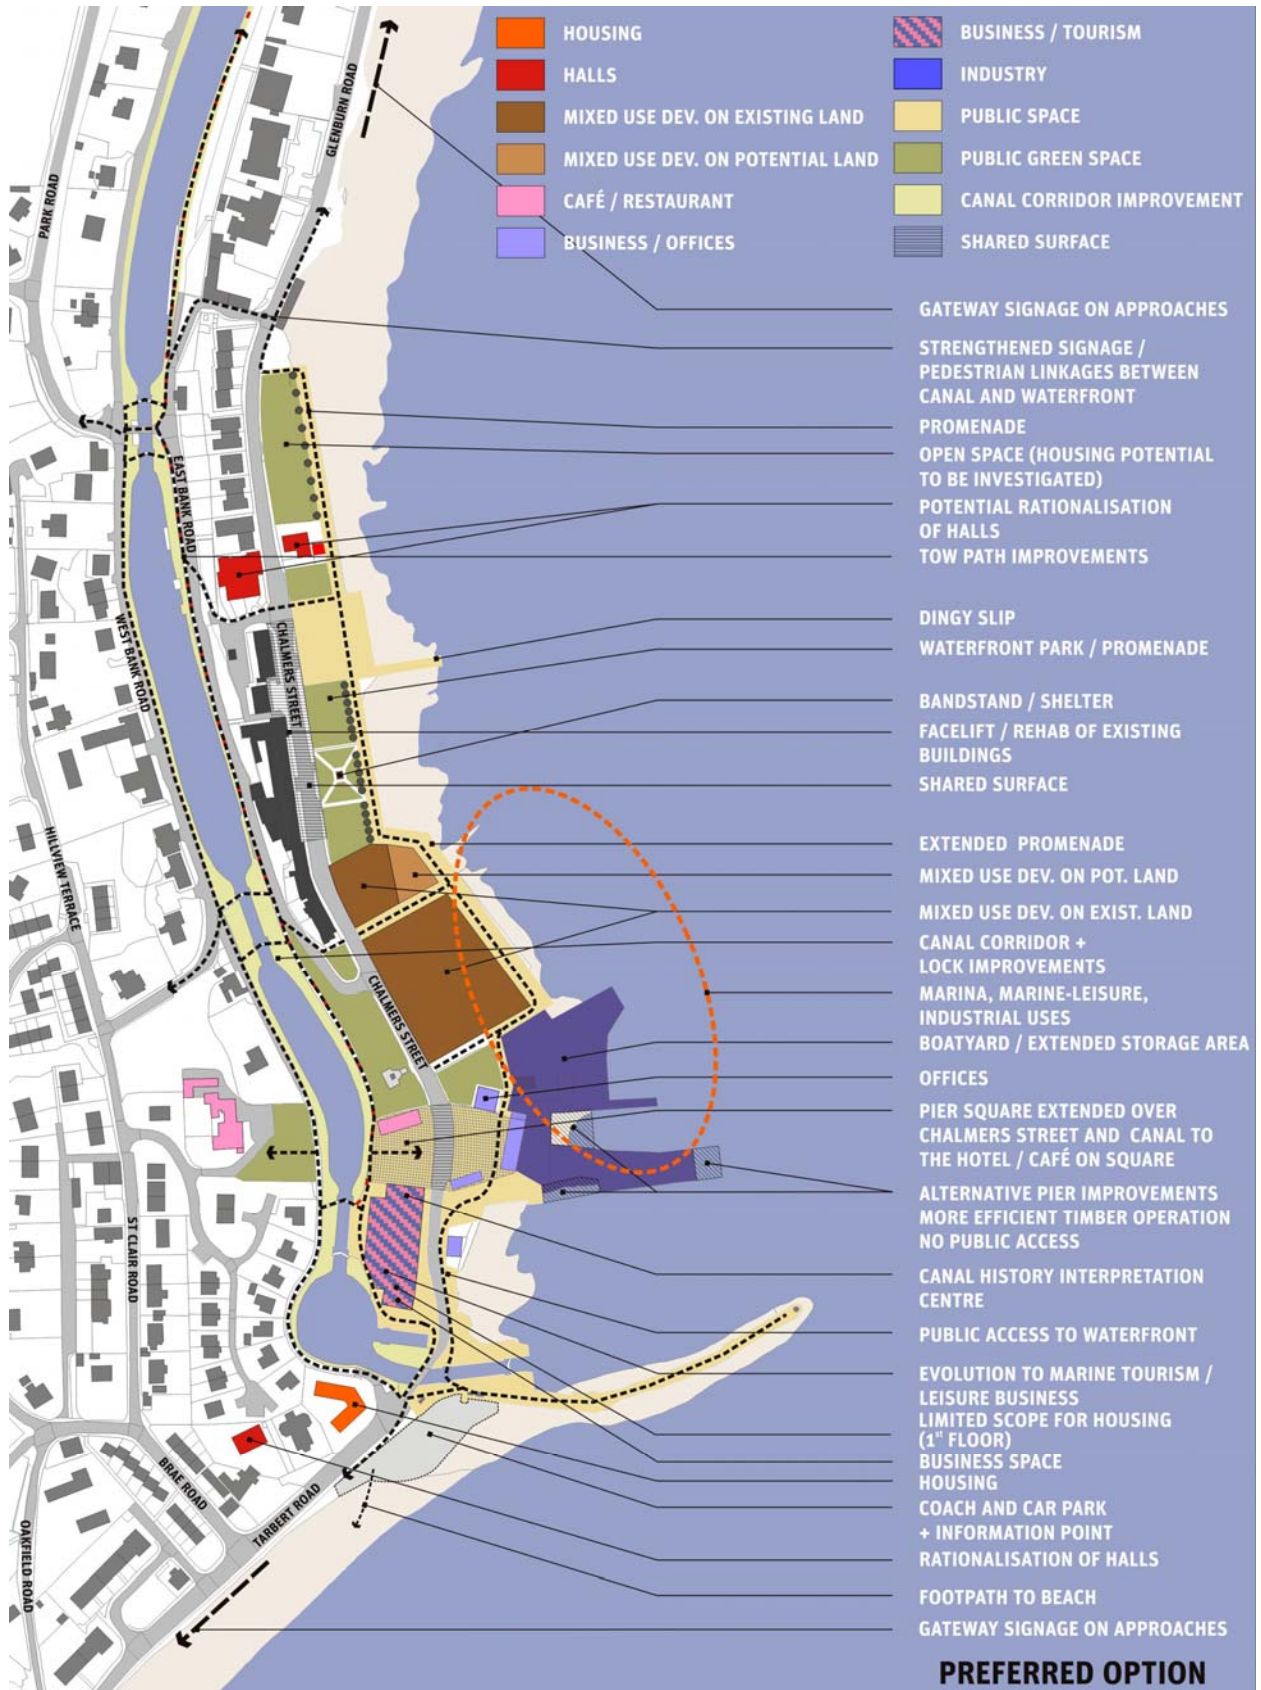 HOUSING
HALLS
MIXED USE DEV. ON EXISTING LAND
MIXED USE DEV. ON POTENTIAL LAND
CAFÉ / RESTAURANT
BUSINESS / OFFICES
BUSINESS / TOURISM
INDUSTRY
PUBLIC SPACE
PUBLIC GREEN SPACE
CANAL CORRIDOR IMPROVEMENT
SHARED SURFACE
GATEWAY SIGNAGE ON APPROACHES
STRENGTHENED SIGNAGE /
PEDESTRIAN LINKAGES BETWEEN
CANAL AND WATERFRONT
PROMENADE
OPEN SPACE (HOUSING POTENTIAL
TO BE INVESTIGATED)
POTENTIAL RATIONALISATION
OF HALLS
TOW PATH IMPROVEMENTS
DINGY SLIP
WATERFRONT PARK / PROMENADE
BANDSTAND / SHELTER
FACELIFT / REHAB OF EXISTING
BUILDINGS
SHARED SURFACE
EXTENDED PROMENADE
MIXED USE DEV. ON POT. LAND
MIXED USE DEV. ON EXIST. LAND
CANAL CORRIDOR +
LOCK IMPROVEMENTS
MARINA, MARINE-LEISURE,
INDUSTRIAL USES
BOATYARD / EXTENDED STORAGE AREA
OFFICES
PIER SQUARE EXTENDED OVER
CHALMERS STREET AND CANAL TO
THE HOTEL / CAFÉ ON SQUARE
ALTERNATIVE PIER IMPROVEMENTS
MORE EFFICIENT TIMBER OPERATION
NO PUBLIC ACCESS
CANAL HISTORY INTERPRETATION
CENTRE
PUBLIC ACCESS TO WATERFRONT
EVOLUTION TO MARINE TOURISM /
LEISURE BUSINESS
LIMITED SCOPE FOR HOUSING
(1st FLOOR)
BUSINESS SPACE
HOUSING
COACH AND CAR PARK
+ INFORMATION POINT
RATIONALISATION OF HALLS
FOOTPATH TO BEACH
GATEWAY SIGNAGE ON APPROACHES
PREFERRED OPTION
PARK ROAD
GLENBURN ROAD
EAST BANK ROAD
WEST BANK ROAD
CHALMERS STREET
HILLVIEW TERRACE
CHALMERS STREET
ST CLAIR ROAD
BRAE ROAD
TARBERT ROAD
OAKFIELD ROAD